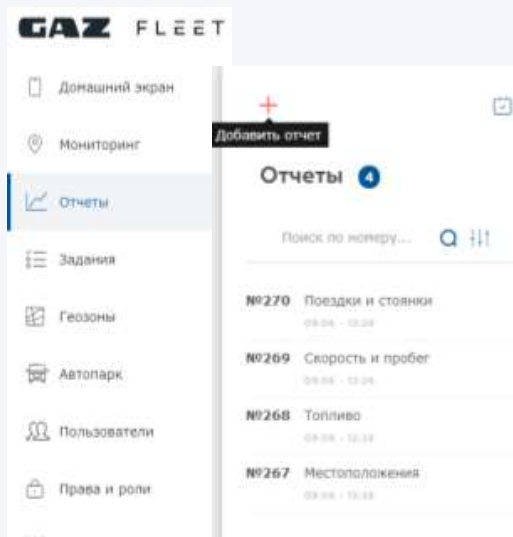 GAZ FLEET
Домашний экран
Мониторинг
Отчеты
Задания
Геозоны
Автопарк
Пользователи
Права и роли
Добавить отчет
Отчеты 4
Поиск по номеру...
№270 Поездки и стоянки
№269 Скорость и пробег
№268 Топливо
№267 Местоположения